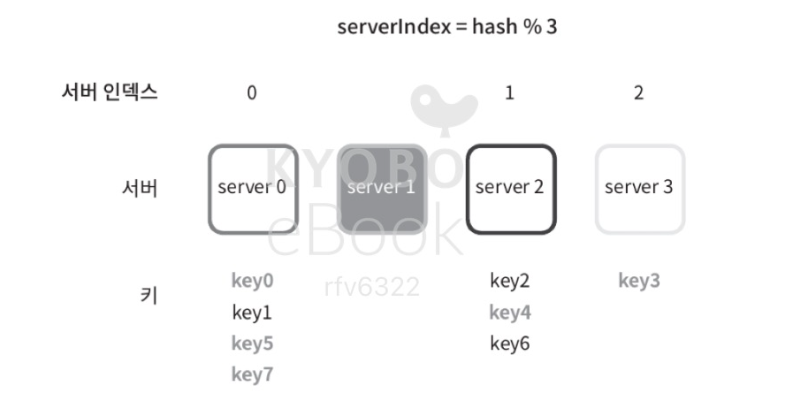 serverIndex = hash % 3
서버 인덱스 0 1 2
서버 server 0 server 1 server 2 server 3
KYOBO
eBook
rfv6322
키
key0 key2 key3
key1 key4
key5 key6
key7